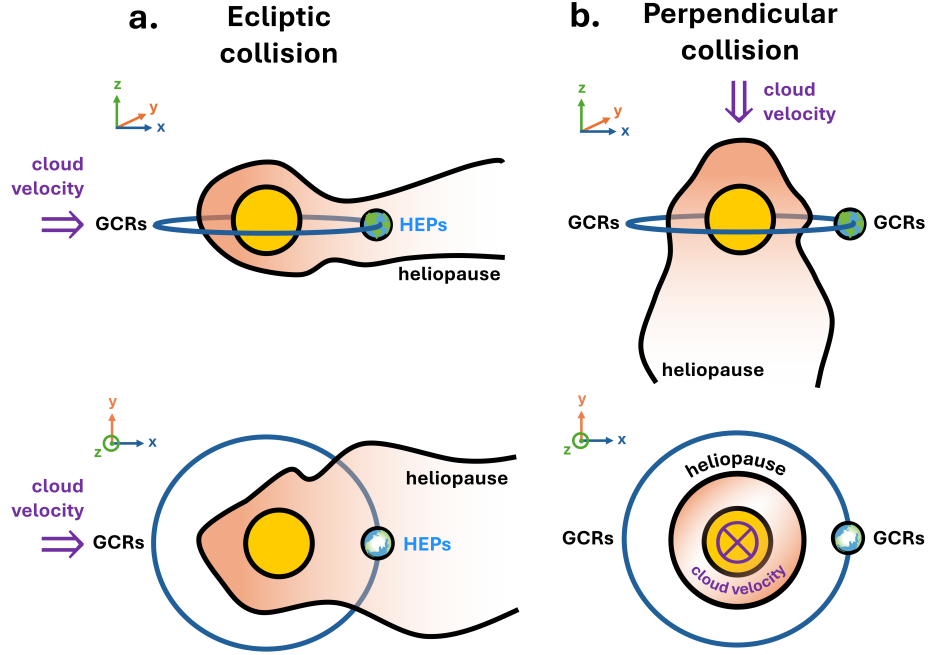 a.
Ecliptic
collision
z
y
x
cloud
velocity
GCRs
HEPs
heliopause
y
z
x
cloud
velocity
GCRs
HEPs
heliopause
b.
Perpendicular
collision
cloud
velocity
z
y
x
GCRs
GCRs
heliopause
y
z
x
heliopause
GCRs
GCRs
cloud velocity